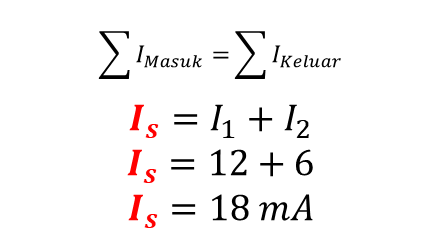 ∑ I_Masuk = ∑ I_Keluar
I_s = I_1 + I_2
I_s = 12 + 6
I_s = 18 mA